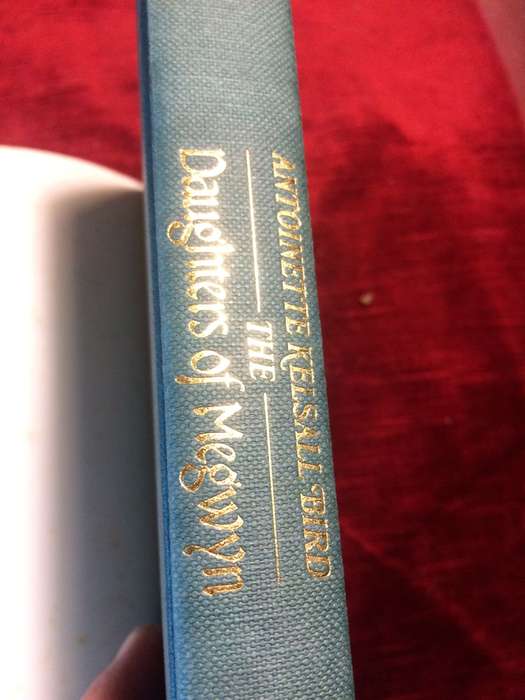 ANTOINETTE KELSALL BIRD
THE
Daughters of Megwyn